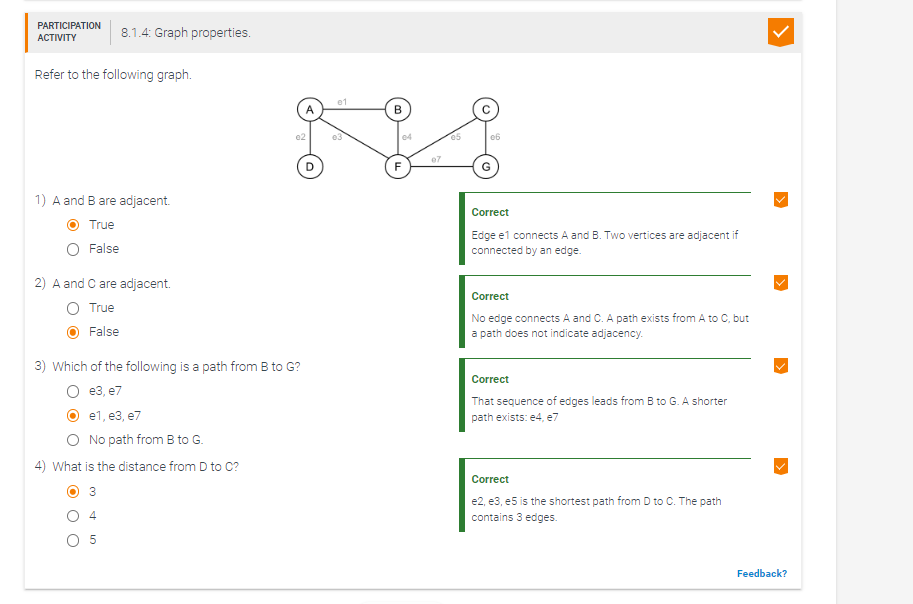 PARTICIPATION
ACTIVITY
8.1.4: Graph properties.
Refer to the following graph.
A e1 B C
e2 e3 e4 e5 e6
D F e7 G
1) A and B are adjacent.
True
False
Correct
Edge e1 connects A and B. Two vertices are adjacent if
connected by an edge.
2) A and C are adjacent.
True
False
Correct
No edge connects A and C. A path exists from A to C, but
a path does not indicate adjacency.
3) Which of the following is a path from B to G?
e3, e7
e1, e3, e7
No path from B to G.
Correct
That sequence of edges leads from B to G. A shorter
path exists: e4, e7
4) What is the distance from D to C?
3
4
5
Correct
e2, e3, e5 is the shortest path from D to C. The path
contains 3 edges.
Feedback?